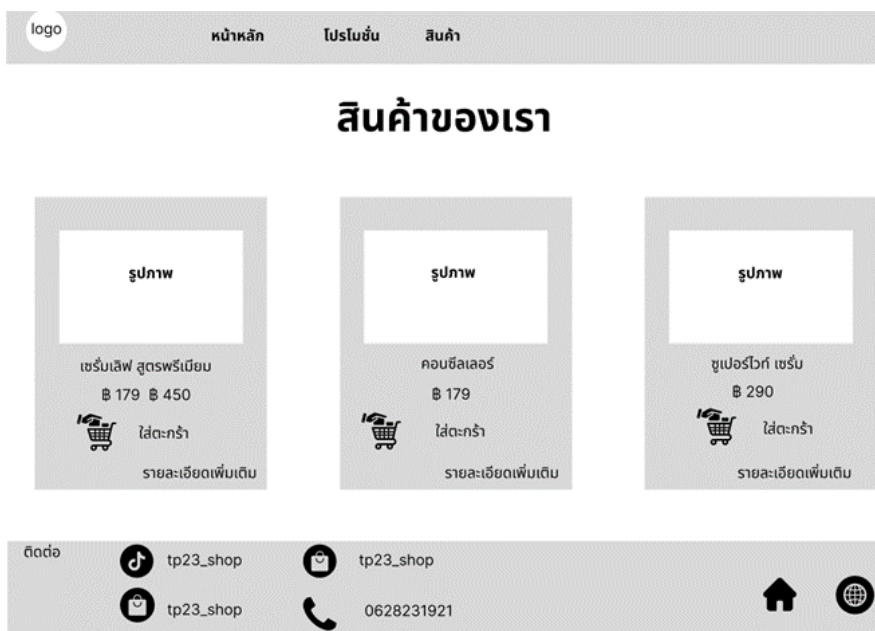 logo
หน้าหลัก โปรโมชั่น สินค้า
สินค้าของเรา
รูปภาพ รูปภาพ รูปภาพ
เซรั่มเลิฟ สูตรพรีเมียม คอนซีลเลอร์ ซูเปอร์ไวท์ เซรั่ม
฿ 179 ฿ 450 ฿ 179 ฿ 290
ใส่ตะกร้า ใส่ตะกร้า ใส่ตะกร้า
รายละเอียดเพิ่มเติม รายละเอียดเพิ่มเติม รายละเอียดเพิ่มเติม
ติดต่อ
tp23_shop tp23_shop
tp23_shop 0628231921